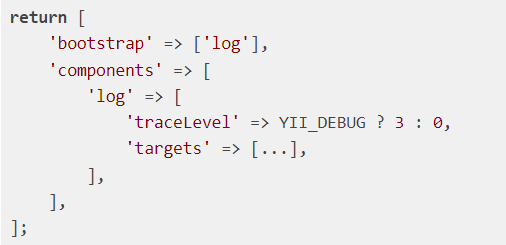 return [
    'bootstrap' => ['log'],
    'components' => [
        'log' => [
            'traceLevel' => YII_DEBUG ? 3 : 0,
            'targets' => [...],
        ],
    ],
];